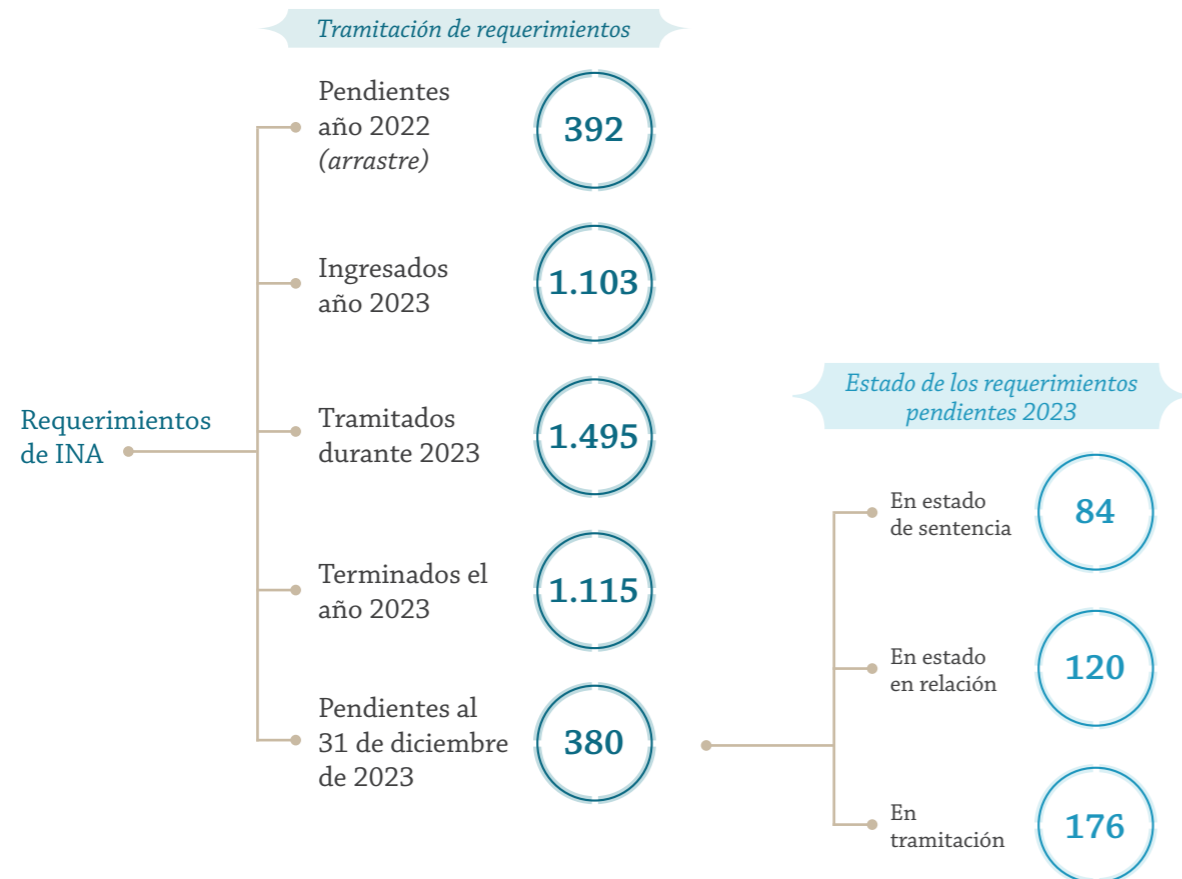 Tramitación de requerimientos
Pendientes
año 2022
(arrastre)
392
Ingresados
año 2023
1.103
Requerimientos
de INA
Tramitados
durante 2023
1.495
Terminados el
año 2023
1.115
Pendientes al
31 de diciembre
de 2023
380
Estado de los requerimientos
pendientes 2023
En estado
de sentencia
84
En estado
en relación
120
En
tramitación
176